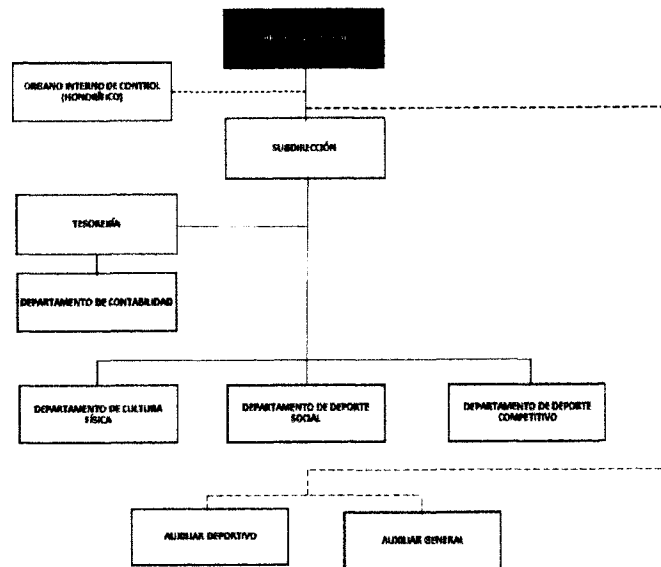 ÓRGANO INTERNO DE CONTROL
(HONORÍFICO)
SUBDIRECCIÓN
TESORERÍA
DEPARTAMENTO DE CONTABILIDAD
DEPARTAMENTO DE CULTURA
FÍSICA
DEPARTAMENTO DE DEPORTE
SOCIAL
DEPARTAMENTO DE DEPORTE
COMPETITIVO
AUXILIAR DEPORTIVO
AUXILIAR GENERAL